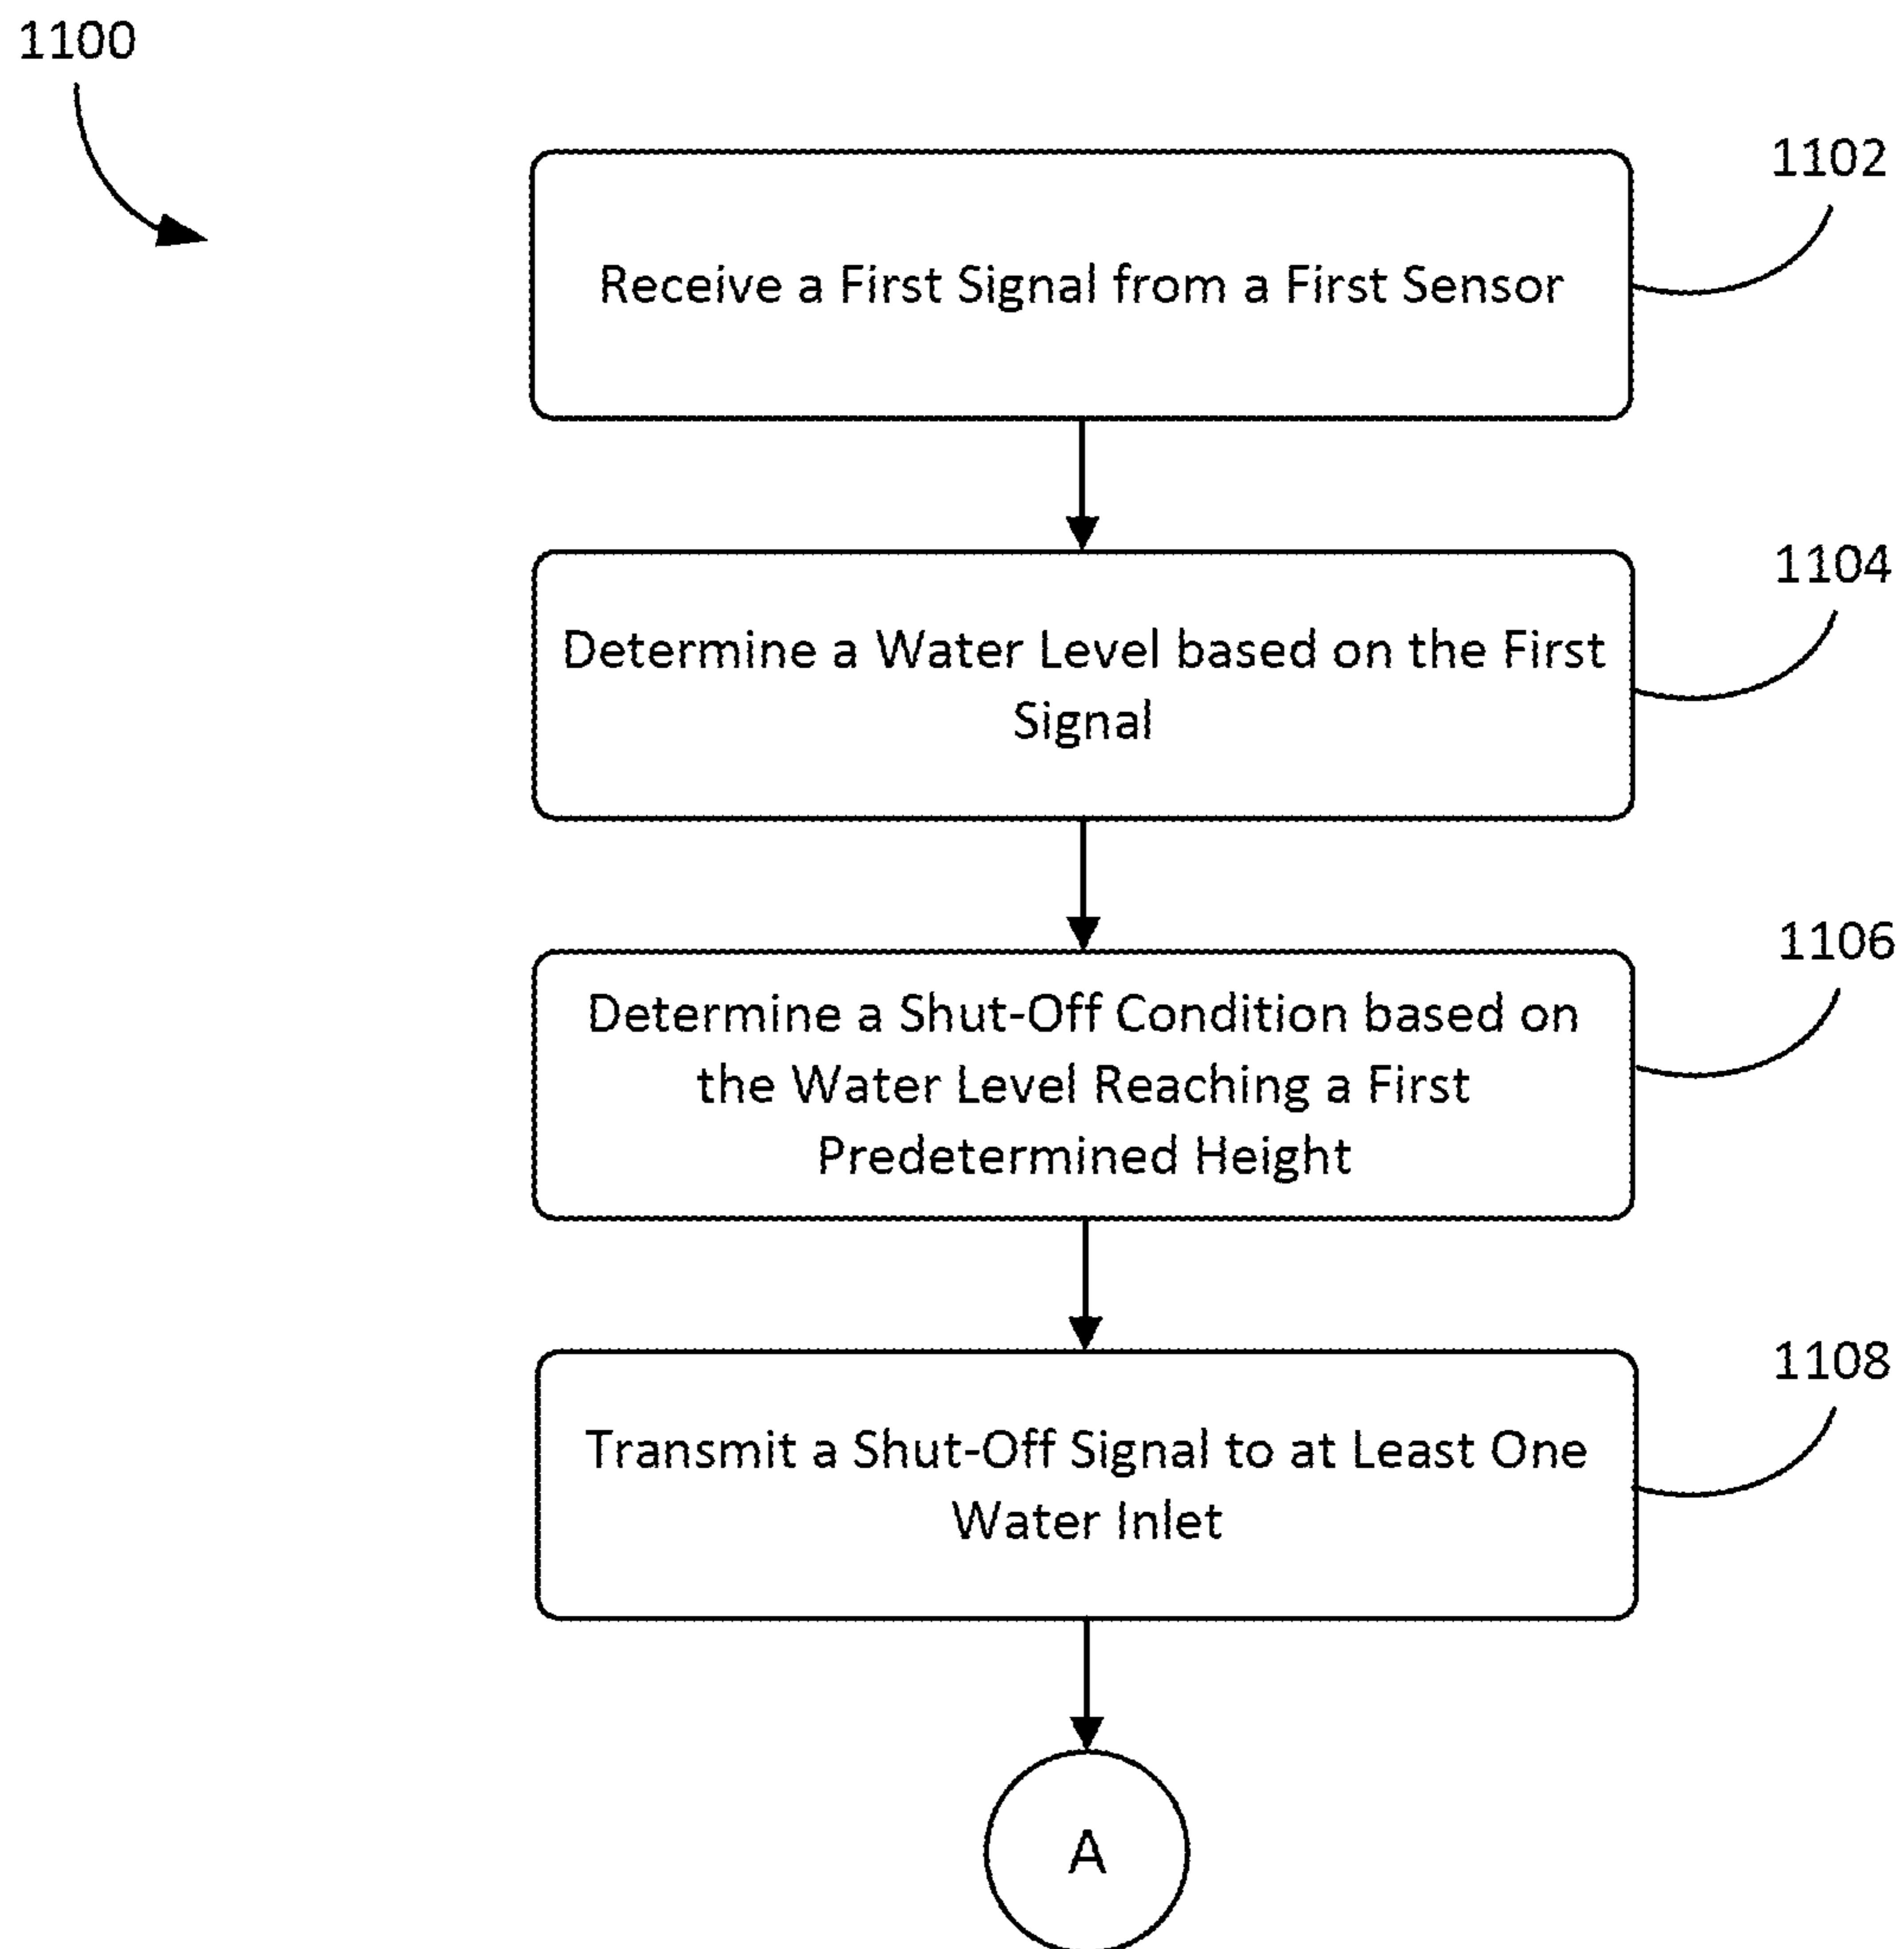 1100
1102
Receive a First Signal from a First Sensor
1104
Determine a Water Level based on the First
Signal
1106
Determine a Shut-Off Condition based on
the Water Level Reaching a First
Predetermined Height
1108
Transmit a Shut-Off Signal to at Least One
Water Inlet
A